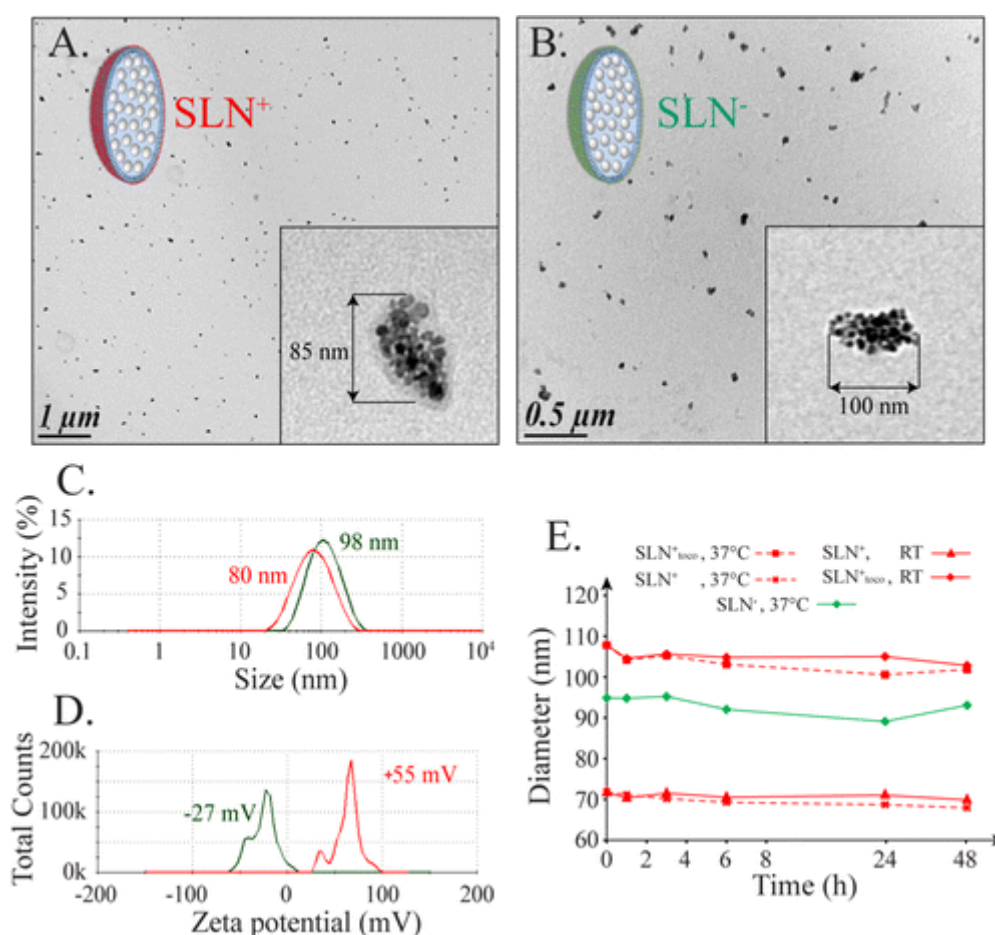 A.
SLN⁺
85 nm
1 µm
B.
SLN⁻
100 nm
0.5 µm
C.
Intensity (%)
15
10
5
0
80 nm
98 nm
0.1 1 10 100 1000 10⁴
Size (nm)
D.
Total Counts
200k
100k
0k
-27 mV
+55 mV
-200 -100 0 100 200
Zeta potential (mV)
E.
SLN⁺toco, 37°C
SLN⁺, RT
SLN⁺ , 37°C
SLN⁺toco, RT
SLN⁻, 37°C
Diameter (nm)
120
110
100
90
80
70
60
0 2 4 6 8 24 48
Time (h)